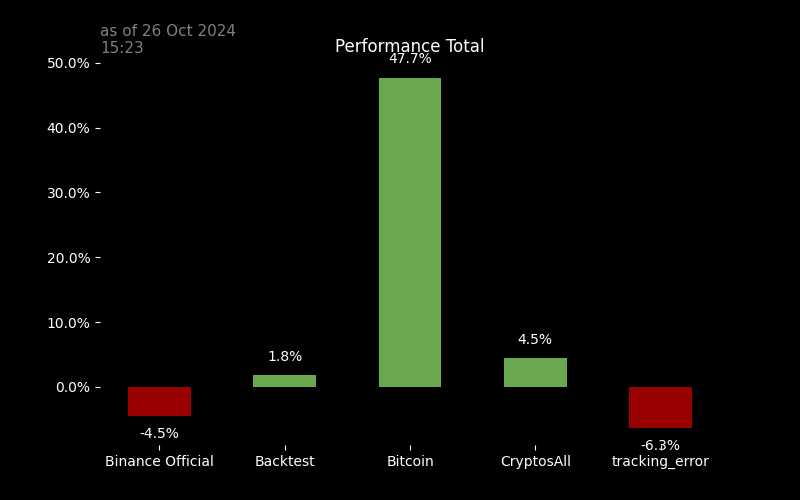 as of 26 Oct 2024
15:23
Performance Total
50.0%
40.0%
30.0%
20.0%
10.0%
0.0%
47.7%
1.8%
4.5%
-4.5%
-6.3%
Binance Official
Backtest
Bitcoin
CryptosAll
tracking_error